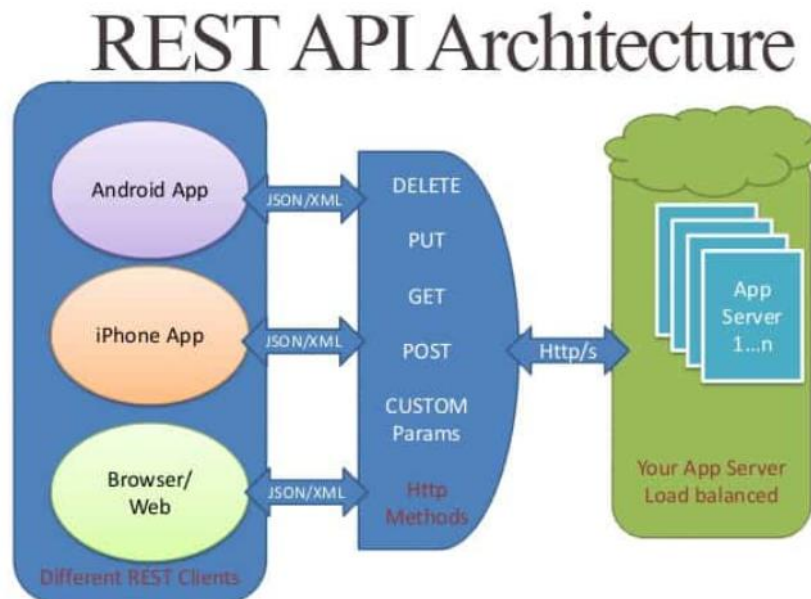 REST API Architecture
Android App
iPhone App
Browser/
Web
Different REST Clients
JSON/XML
JSON/XML
JSON/XML
DELETE
PUT
GET
POST
CUSTOM
Params
Http
Methods
Http/s
App
Server
1...n
Your App Server
Load balanced